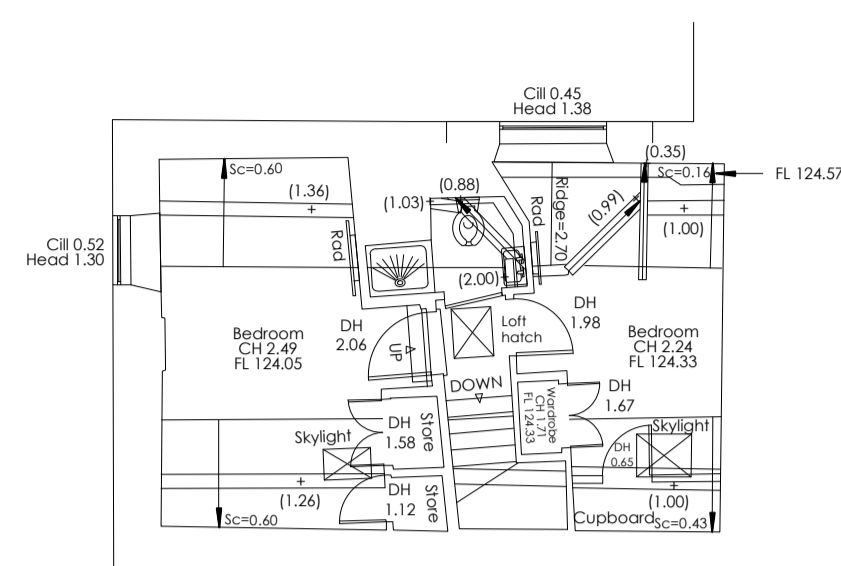 Cill 0.45
Head 1.38
(0.35)
Sc=0.60
Sc=0.16
FL 124.57
(1.36)
(0.88)
(1.03)
Ridge=2.70
(0.99)
(1.00)
Rad
Rad
Cill 0.52
Head 1.30
(2.00)
DH
1.98
Loft
hatch
Bedroom
CH 2.49
FL 124.05
DH
2.06
UP
Bedroom
CH 2.24
FL 124.33
DOWN
DH
1.67
Wardrobe
CH 1.71
FL 124.33
DH
1.58
Store
Skylight
Skylight
DH
0.65
(1.26)
DH
1.12
Store
(1.00)
Sc=0.60
Cupboard
Sc=0.43